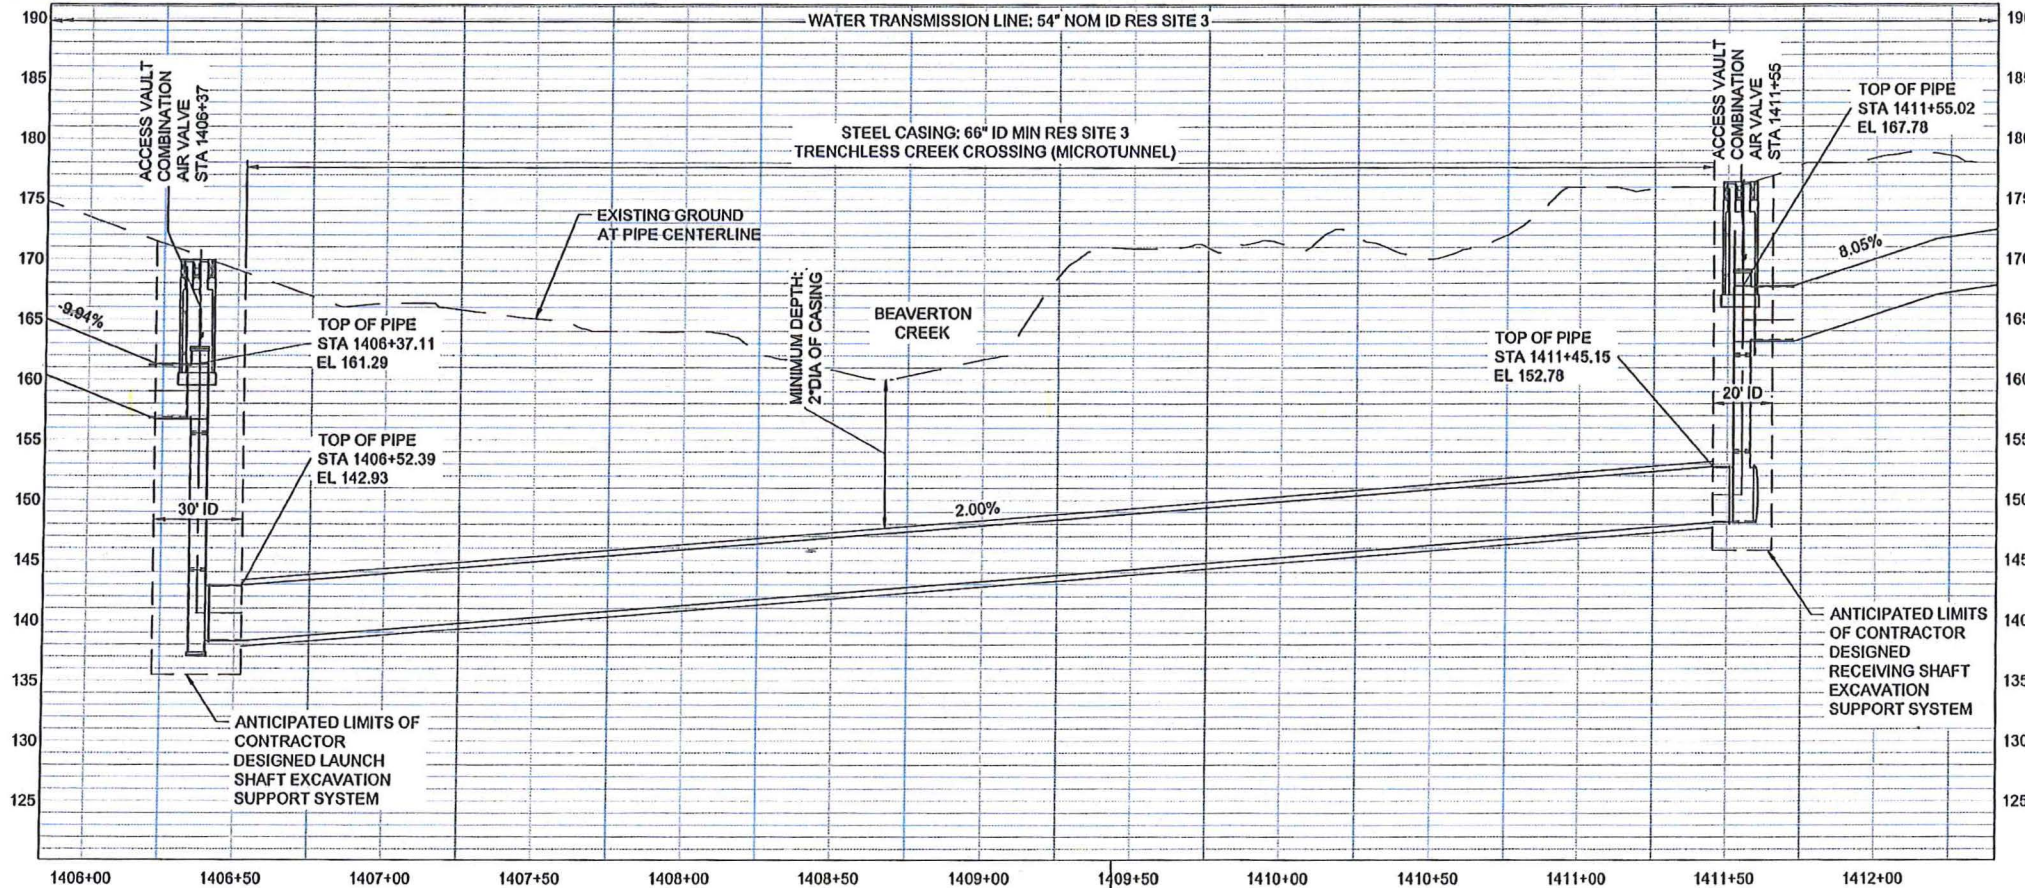 WATER TRANSMISSION LINE: 54" NOM ID RES SITE 3
190
185
180
175
170
165
160
155
150
145
140
135
130
125
ACCESS VAULT
COMBINATION
AIR VALVE
STA 1406+37
STEEL CASING: 66" ID MIN RES SITE 3
TRENCHLESS CREEK CROSSING (MICROTUNNEL)
ACCESS VAULT
COMBINATION
AIR VALVE
STA 1411+55
TOP OF PIPE
STA 1411+55.02
EL 167.78
EXISTING GROUND
AT PIPE CENTERLINE
-9.94%
TOP OF PIPE
STA 1406+37.11
EL 161.29
MINIMUM DEPTH:
2*DIA OF CASING
BEAVERTON
CREEK
8.05%
TOP OF PIPE
STA 1411+45.15
EL 152.78
20' ID
TOP OF PIPE
STA 1406+52.39
EL 142.93
30' ID
2.00%
ANTICIPATED LIMITS OF
CONTRACTOR
DESIGNED LAUNCH
SHAFT EXCAVATION
SUPPORT SYSTEM
ANTICIPATED LIMITS
OF CONTRACTOR
DESIGNED
RECEIVING SHAFT
EXCAVATION
SUPPORT SYSTEM
1406+00 1406+50 1407+00 1407+50 1408+00 1408+50 1409+00 1409+50 1410+00 1410+50 1411+00 1411+50 1412+00